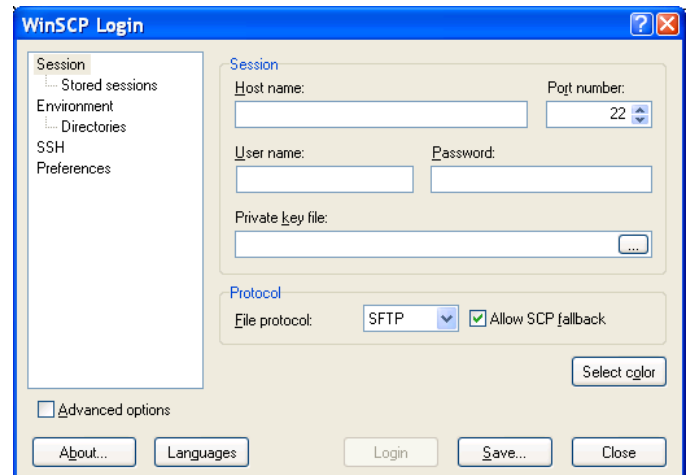 WinSCP Login
Session
Stored sessions
Environment
Directories
SSH
Preferences
Session
Host name:
Port number:
22
User name:
Password:
Private key file:
...
Protocol
File protocol:
SFTP
Allow SCP fallback
Select color
Advanced options
About...
Languages
Login
Save...
Close